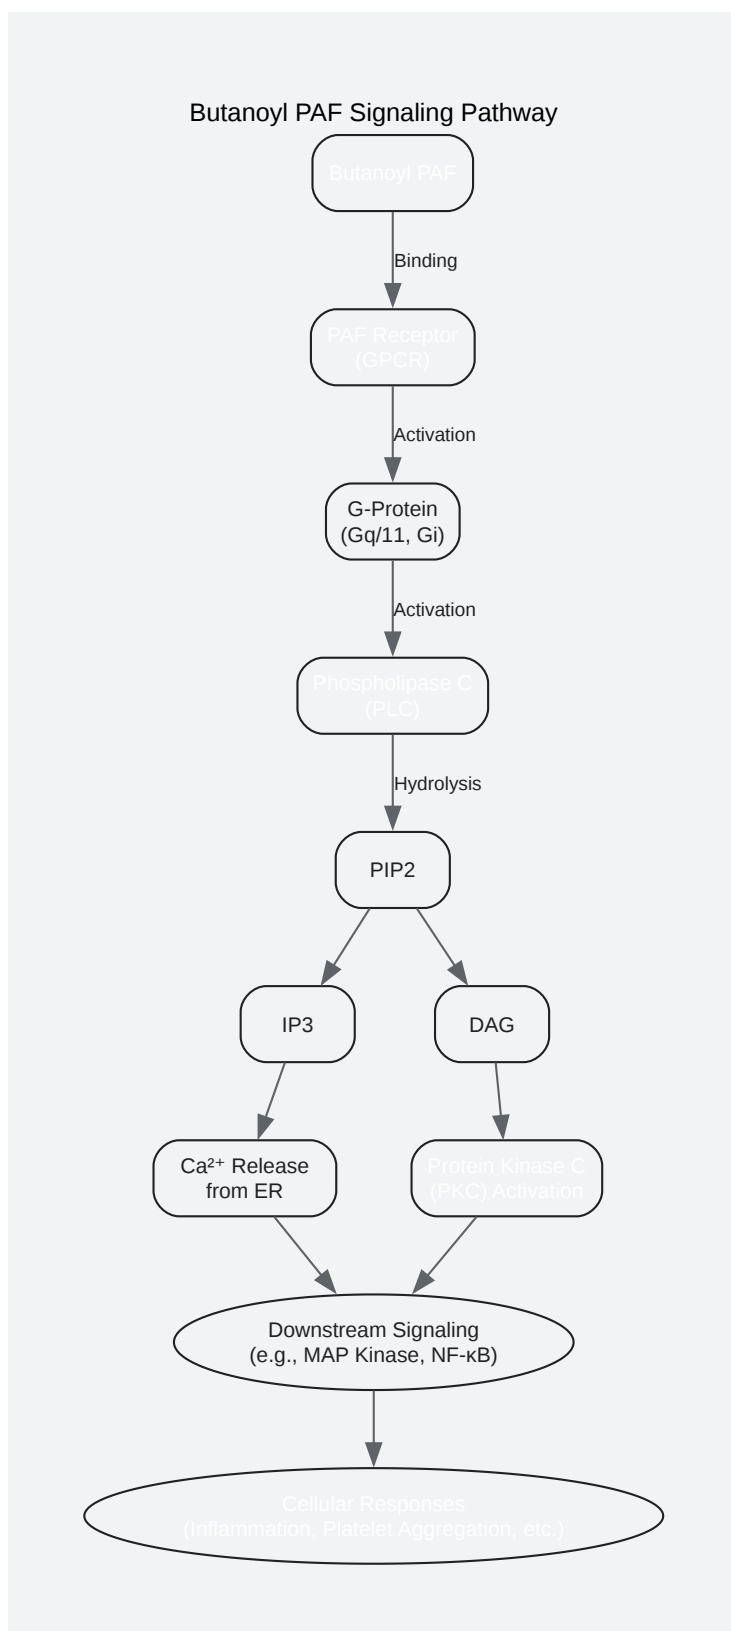 Butanoyl PAF Signaling Pathway
Butanoyl PAF
Binding
PAF Receptor
(GPCR)
Activation
G-Protein
(Gq/11, Gi)
Activation
Phospholipase C
(PLC)
Hydrolysis
PIP2
IP3
DAG
Ca²⁺ Release
from ER
Protein Kinase C
(PKC) Activation
Downstream Signaling
(e.g., MAP Kinase, NF-κB)
Cellular Responses
(Inflammation, Platelet Aggregation, etc.)